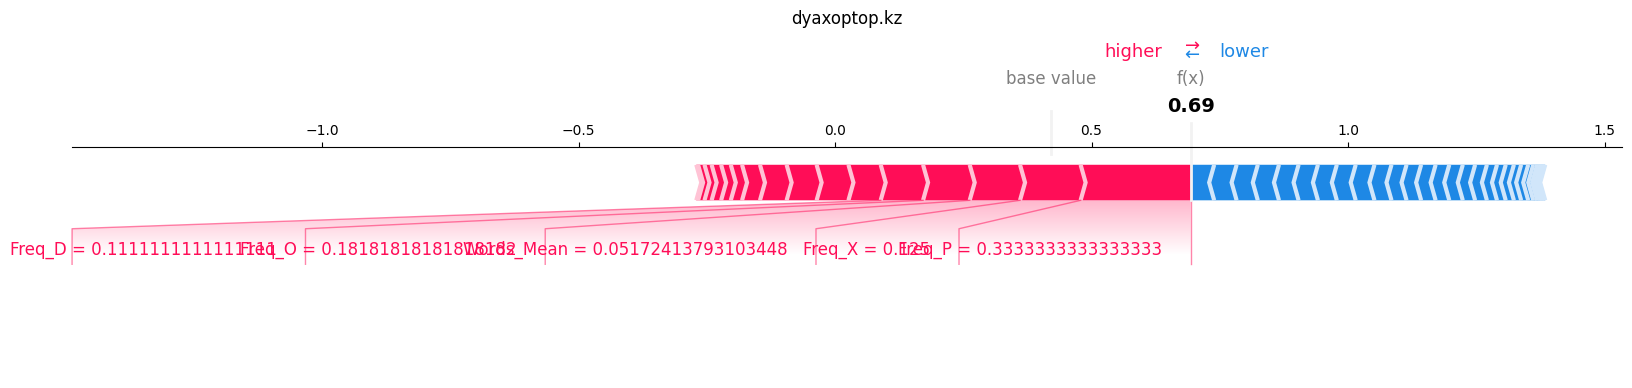 dyaxoptop.kz
higher → ← lower
base value f(x)
0.69
−1.0 −0.5 0.0 0.5 1.0 1.5
Freq_D = 0.1111111111111111 Freq_O = 0.18181818181818182 Words_Mean = 0.05172413793103448 Freq_X = 0.125 Freq_P = 0.3333333333333333